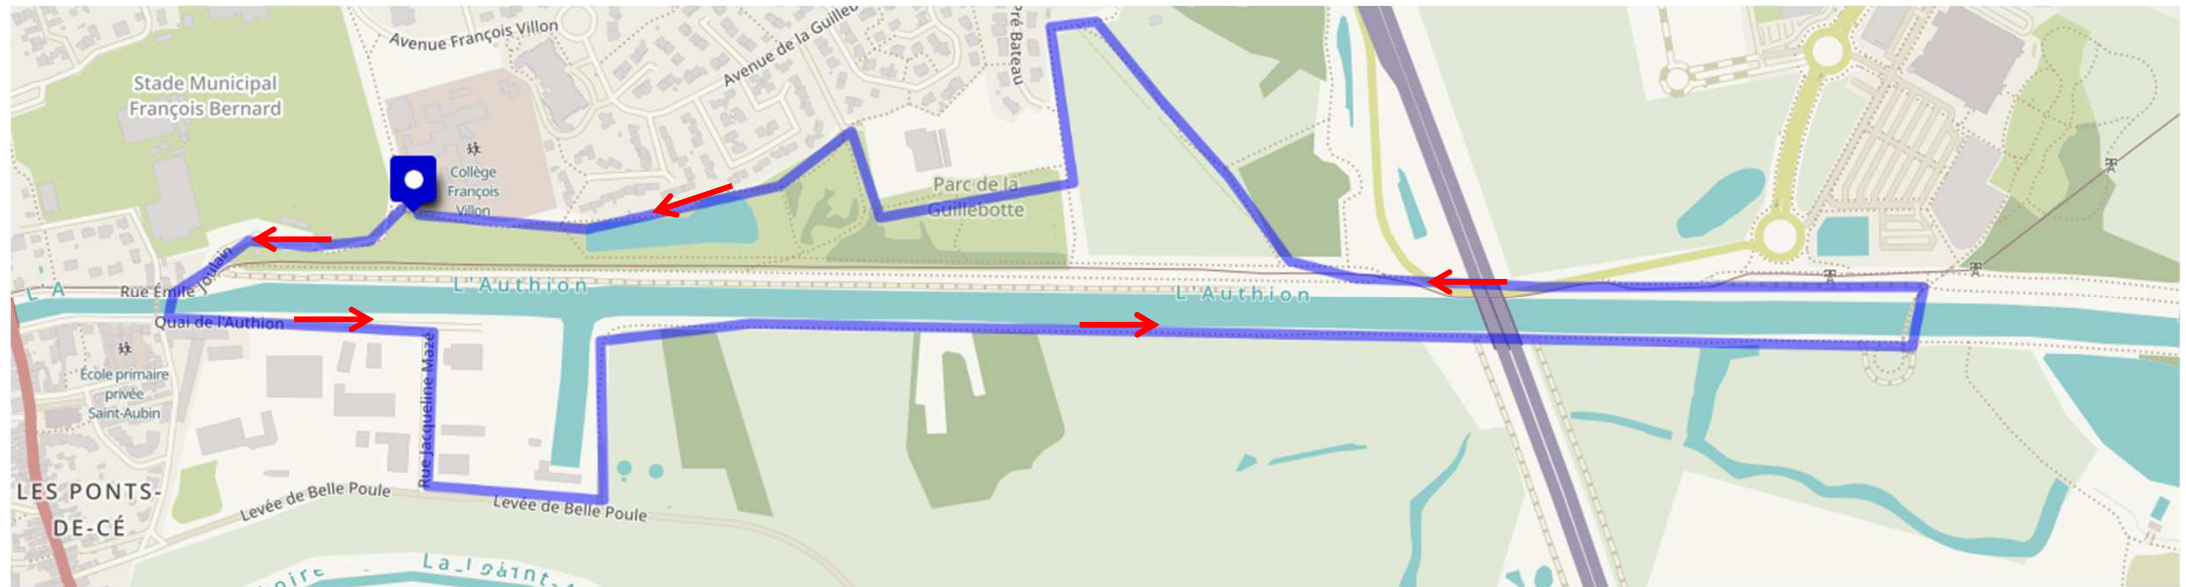 Avenue François Villon
Avenue de la Guilleb
Pré Bateau
Stade Municipal
François Bernard
Collège
François
Villon
Parc de la
Guillebotte
Joulain
Rue Émile
L'A
L'Authion
L'Authion
Quai de l'Authion
École primaire
privée
Saint-Aubin
Rue Jacqueline Mazé
LES PONTS-
DE-CÉ
Levée de Belle Poule
Levée de Belle Poule
oire